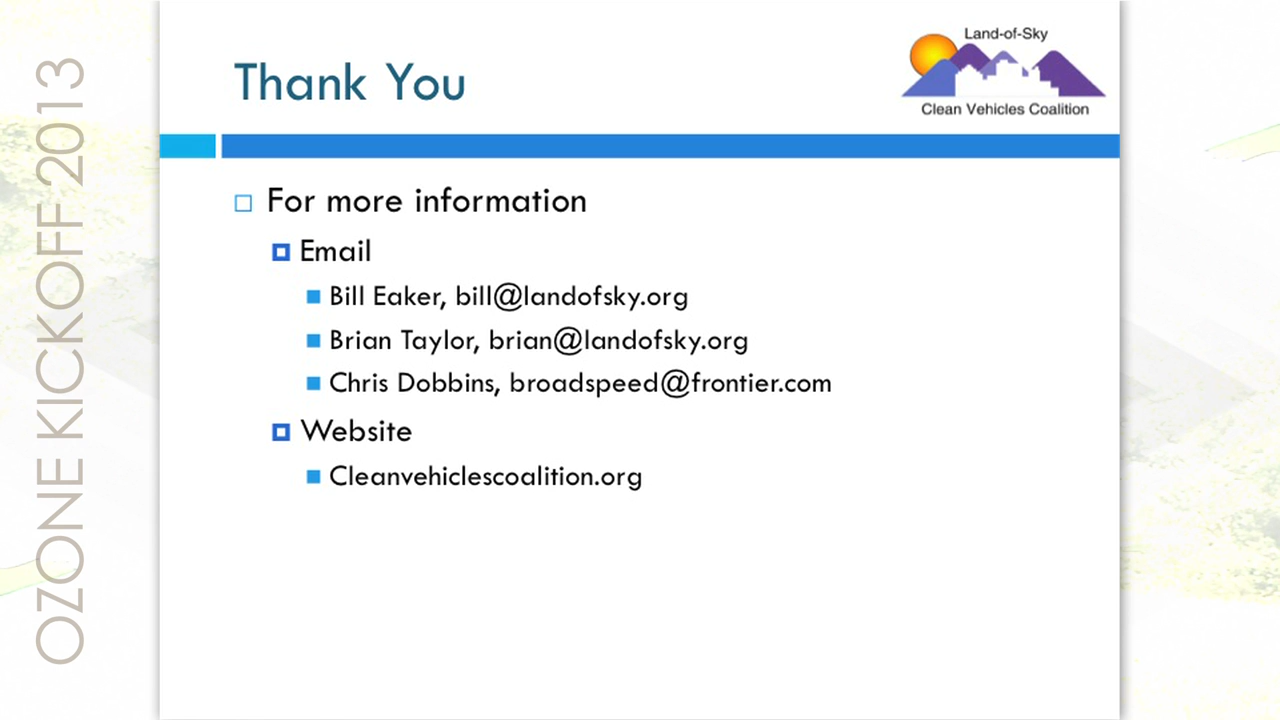 OZONE KICKOFF 2013
Thank You
Land-of-Sky
Clean Vehicles Coalition
For more information
Email
Bill Eaker, bill@landofsky.org
Brian Taylor, brian@landofsky.org
Chris Dobbins, broadspeed@frontier.com
Website
Cleanvehiclescoalition.org